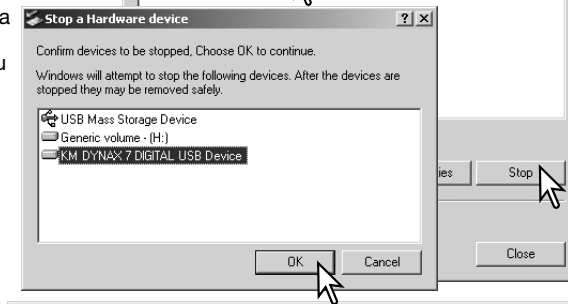 a
u
Stop a Hardware device
Confirm devices to be stopped, Choose OK to continue.
Windows will attempt to stop the following devices. After the devices are
stopped they may be removed safely.
USB Mass Storage Device
Generic volume - (H:)
KM DYNAX 7 DIGITAL USB Device
OK Cancel
ies Stop
Close